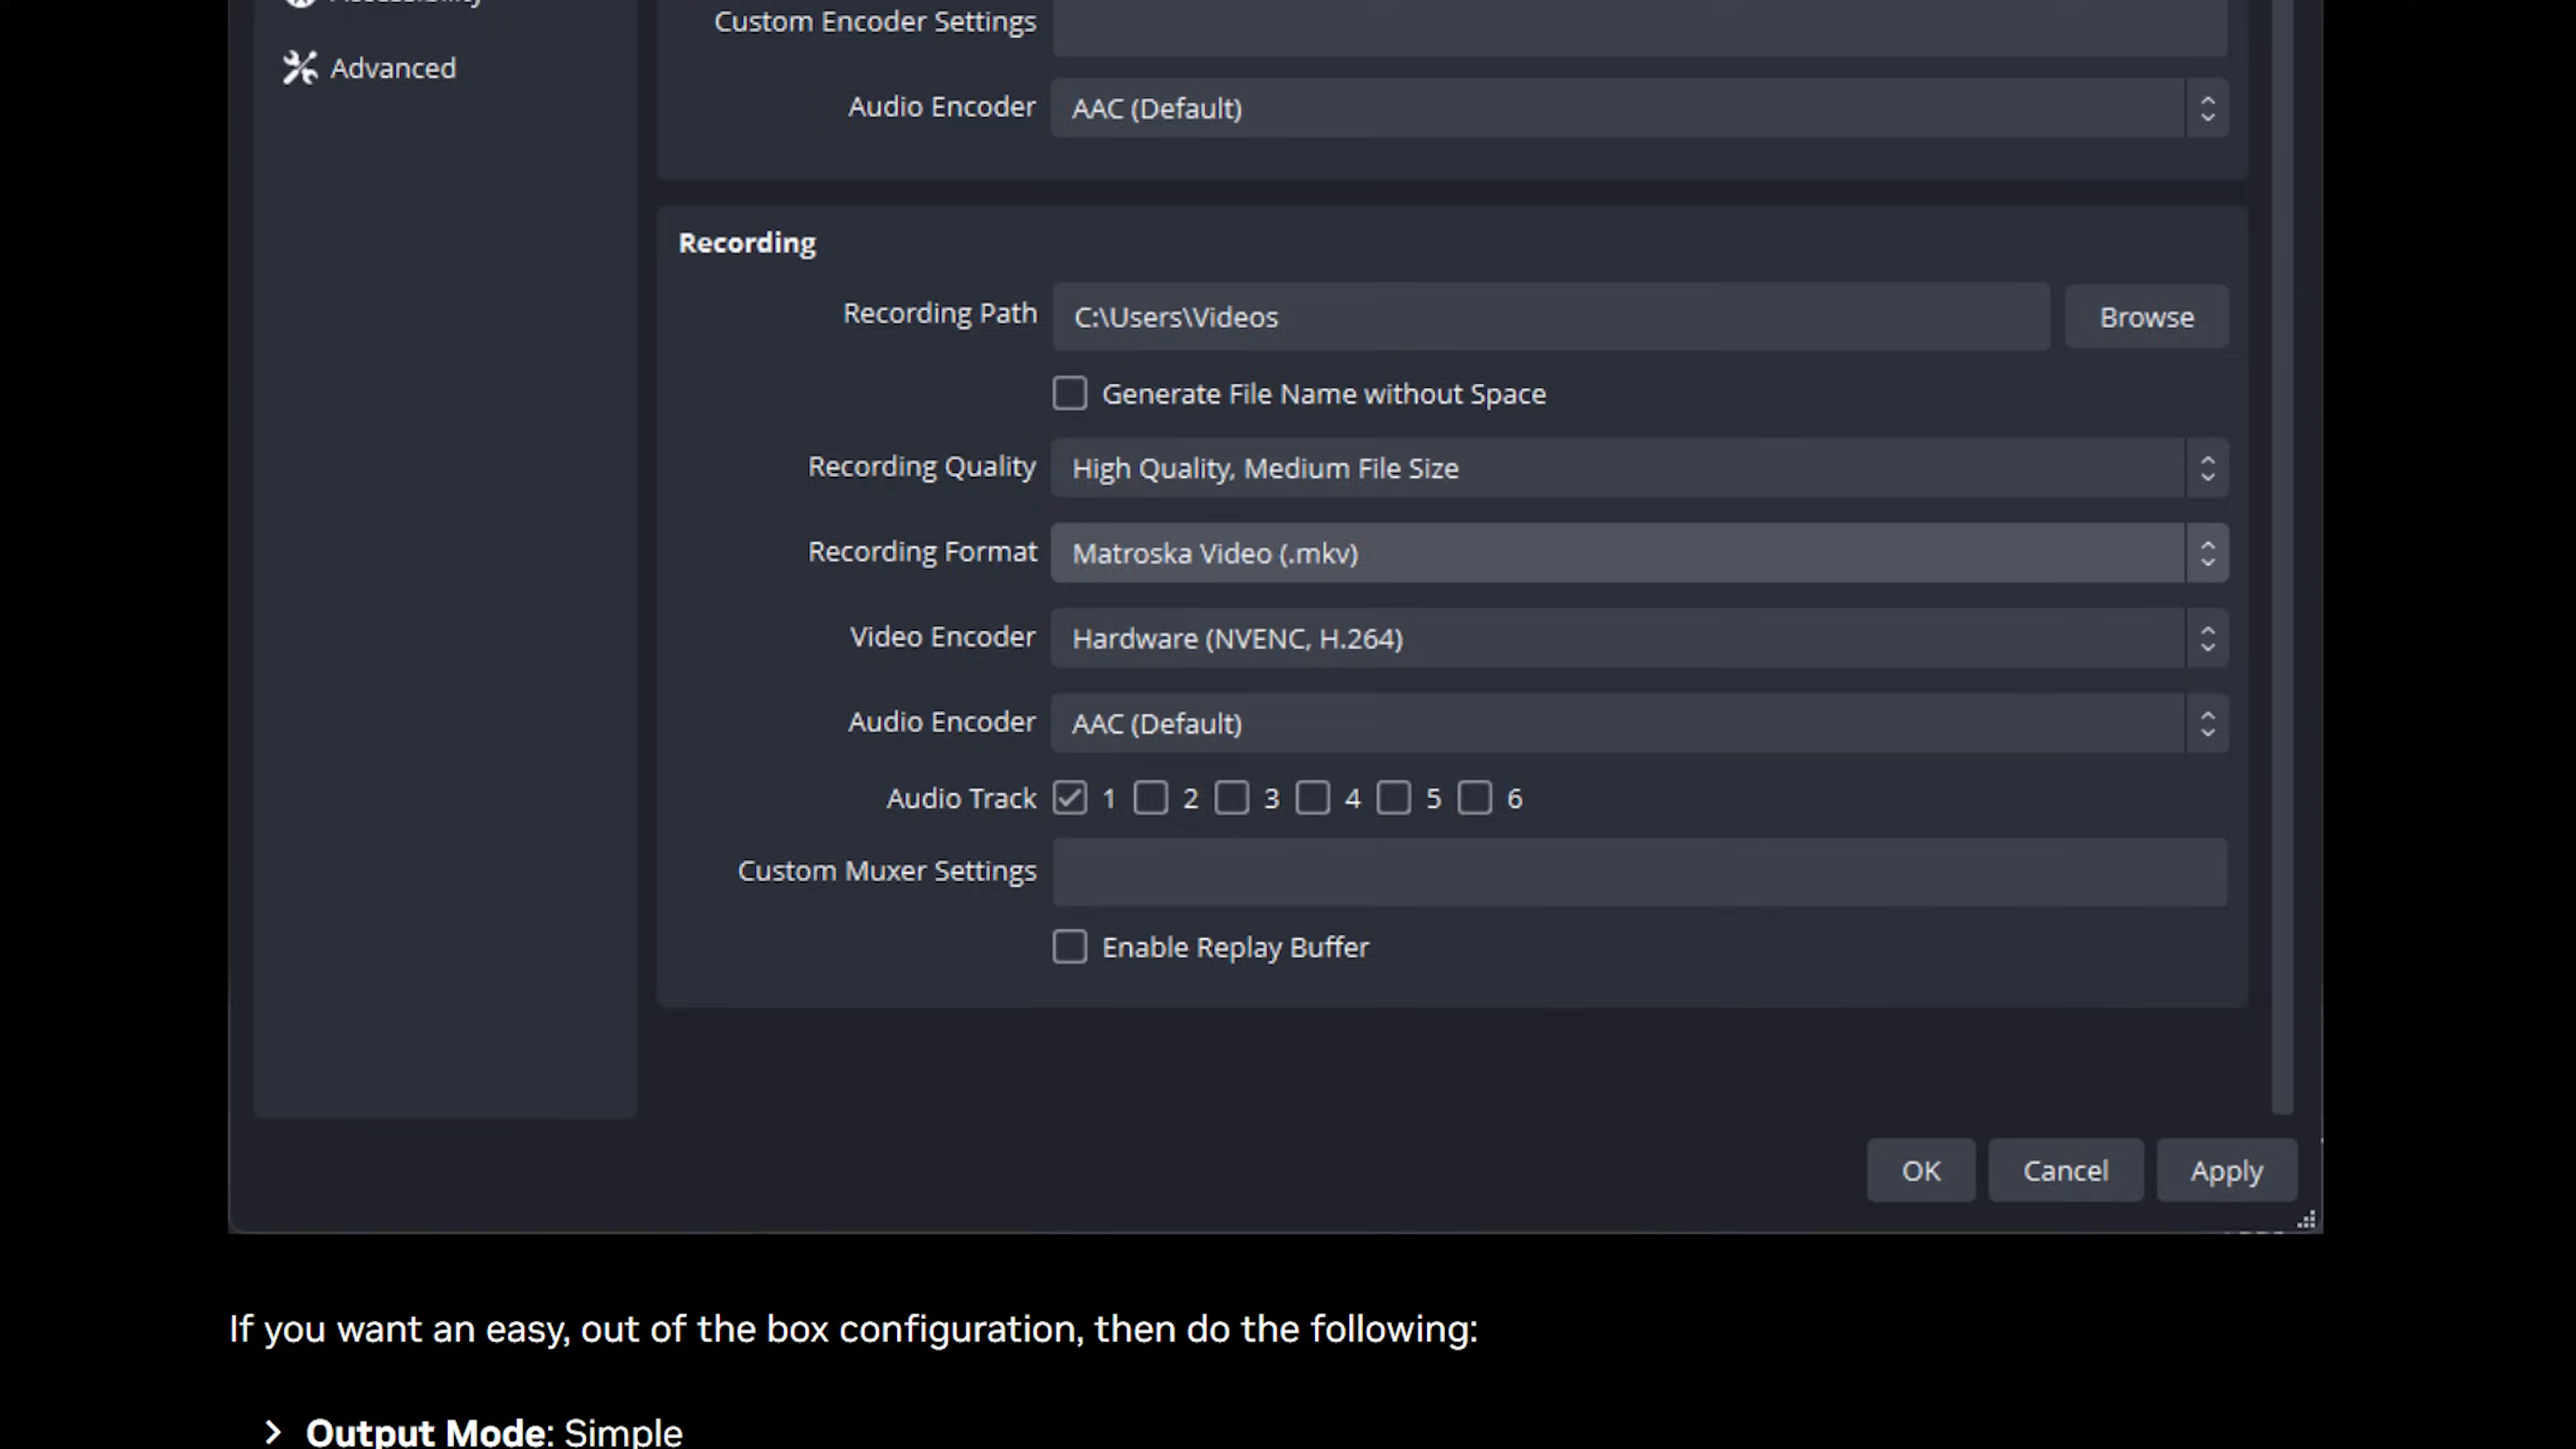 Custom Encoder Settings
Advanced
Audio Encoder AAC (Default)
Recording
Recording Path C:\Users\Videos Browse
Generate File Name without Space
Recording Quality High Quality, Medium File Size
Recording Format Matroska Video (.mkv)
Video Encoder Hardware (NVENC, H.264)
Audio Encoder AAC (Default)
Audio Track 1 2 3 4 5 6
Custom Muxer Settings
Enable Replay Buffer
OK Cancel Apply
If you want an easy, out of the box configuration, then do the following:
Output Mode: Simple